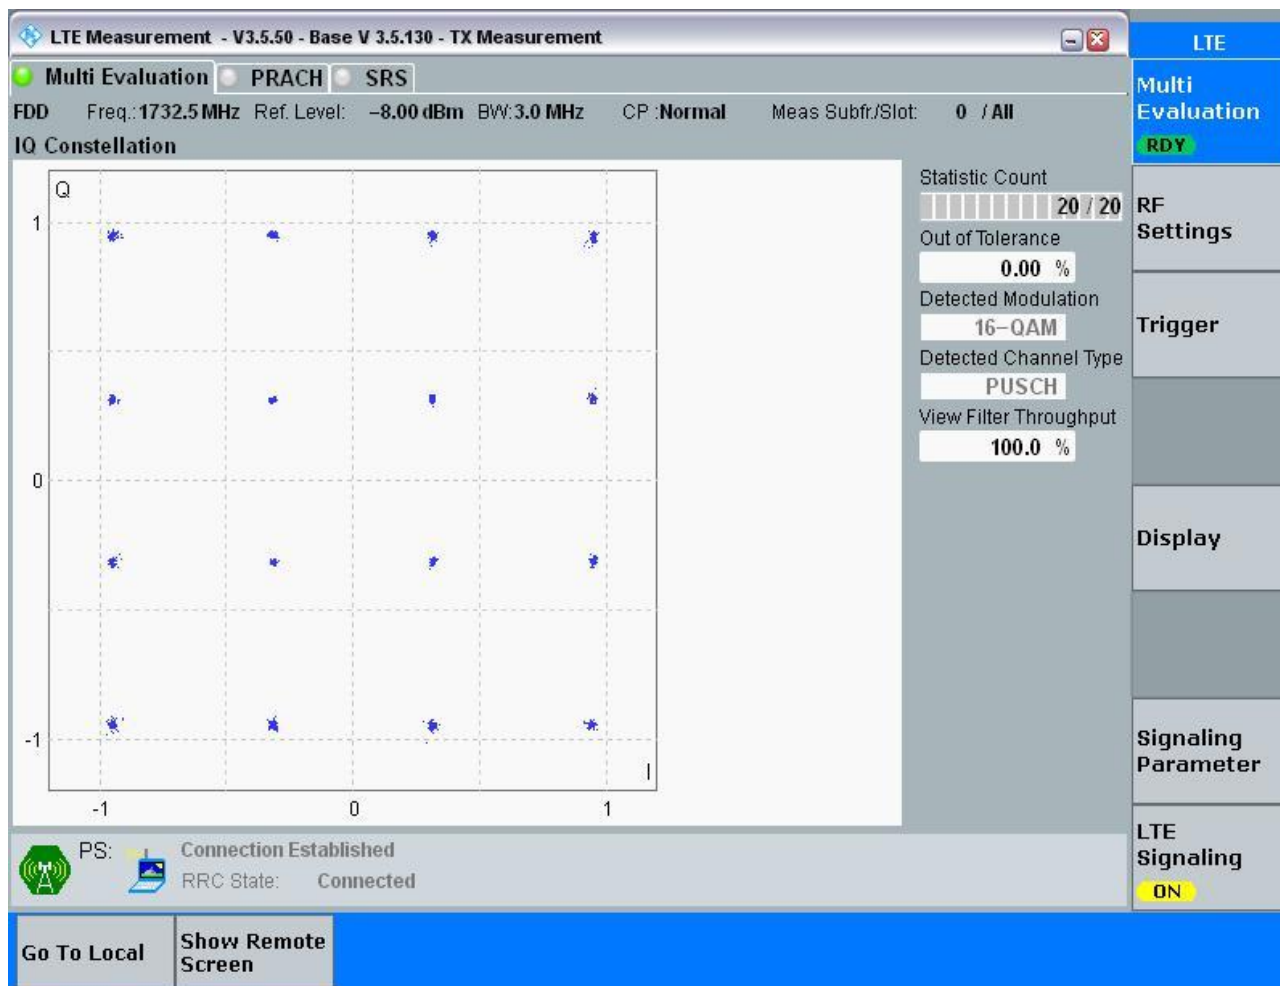 LTE Measurement - V3.5.50 - Base V 3.5.130 - TX Measurement
LTE
Multi Evaluation PRACH SRS
FDD Freq.: 1732.5 MHz Ref. Level: -8.00 dBm BW: 3.0 MHz CP : Normal Meas Subfr./Slot: 0 / All
IQ Constellation
Q
1
0
-1
-1 0 1
I
Statistic Count
20 / 20
Out of Tolerance
0.00 %
Detected Modulation
16-QAM
Detected Channel Type
PUSCH
View Filter Throughput
100.0 %
Multi
Evaluation
RDY
RF
Settings
Trigger
Display
Signaling
Parameter
LTE
Signaling
ON
PS: Connection Established
RRC State: Connected
Go To Local
Show Remote
Screen